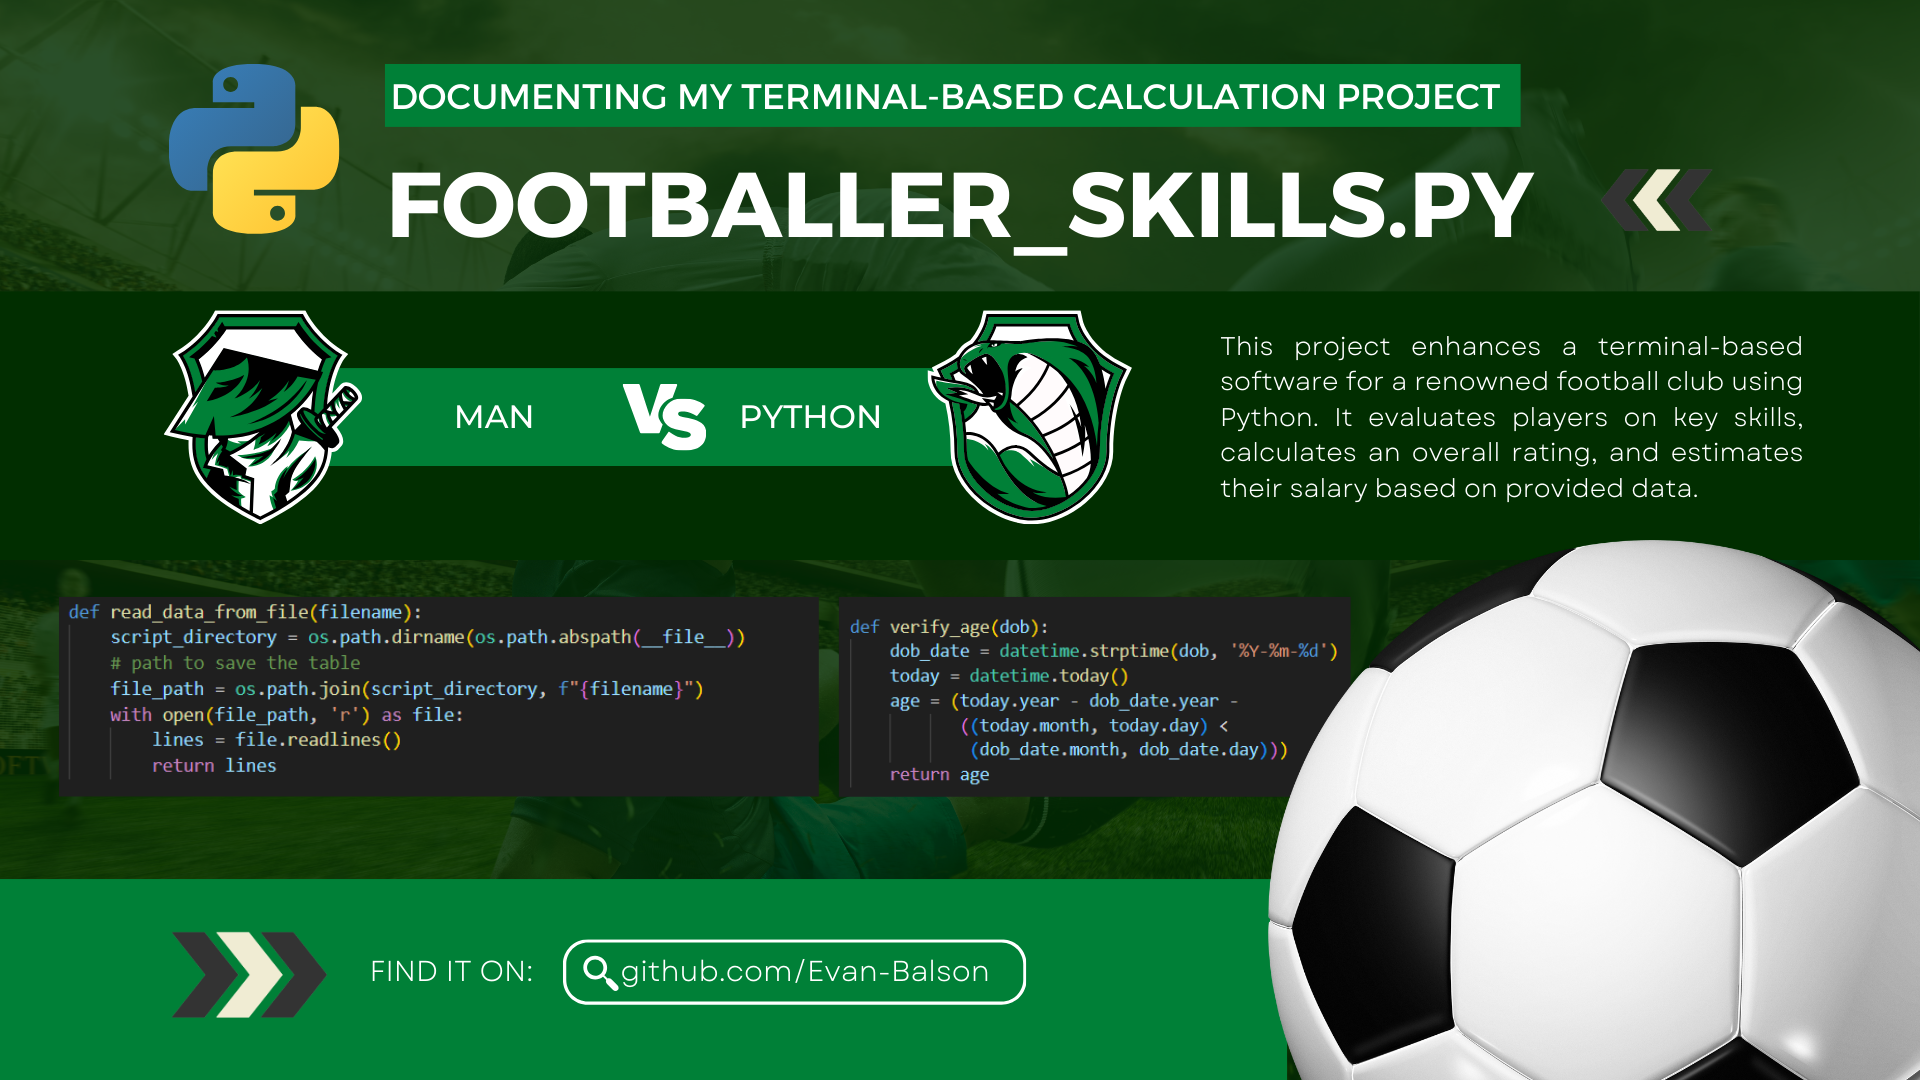 DOCUMENTING MY TERMINAL-BASED CALCULATION PROJECT
FOOTBALLER_SKILLS.PY
MAN
VS
PYTHON
This project enhances a terminal-based
software for a renowned football club using
Python. It evaluates players on key skills,
calculates an overall rating, and estimates
their salary based on provided data.
def read_data_from_file(filename):
    script_directory = os.path.dirname(os.path.abspath(__file__))
    # path to save the table
    file_path = os.path.join(script_directory, f"{filename}")
    with open(file_path, 'r') as file:
        lines = file.readlines()
        return lines
def verify_age(dob):
    dob_date = datetime.strptime(dob, '%Y-%m-%d')
    today = datetime.today()
    age = (today.year - dob_date.year -
           ((today.month, today.day) <
            (dob_date.month, dob_date.day)))
    return age
FIND IT ON:
github.com/Evan-Balson